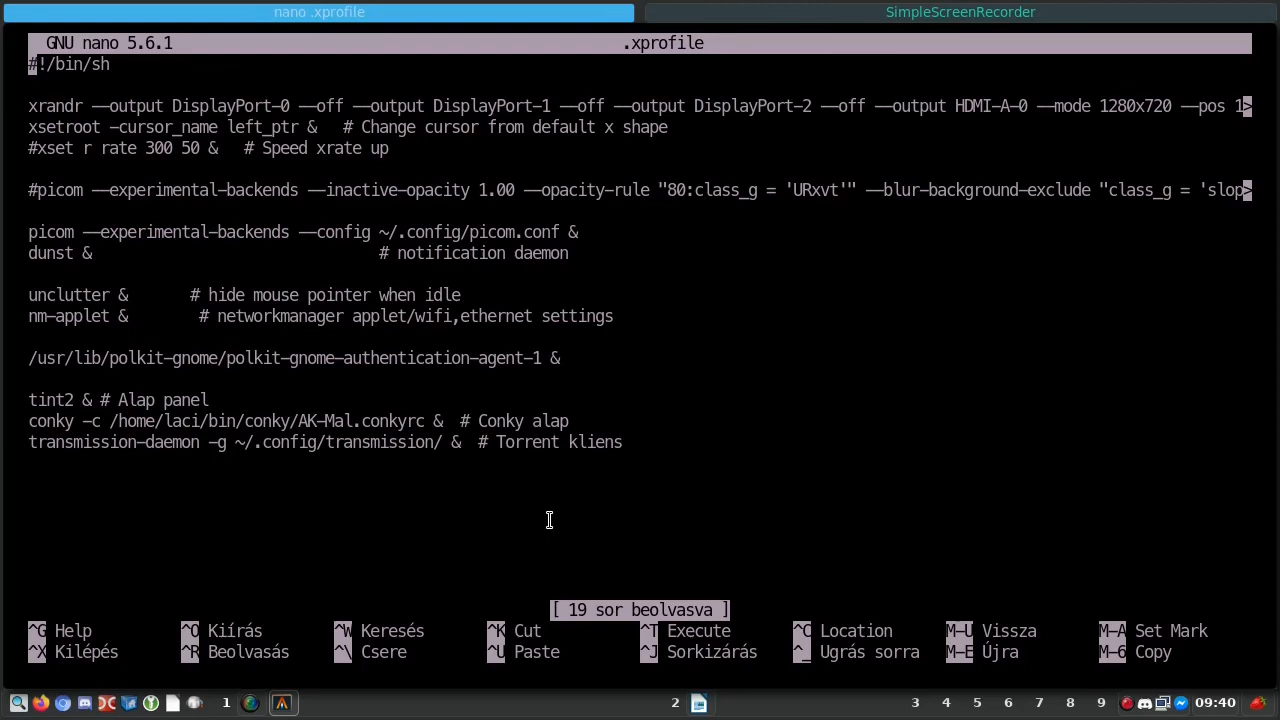 nano .xprofile
SimpleScreenRecorder
GNU nano 5.6.1 .xprofile
#!/bin/sh
xrandr --output DisplayPort-0 --off --output DisplayPort-1 --off --output DisplayPort-2 --off --output HDMI-A-0 --mode 1280x720 --pos 1>
xsetroot -cursor_name left_ptr & # Change cursor from default x shape
#xset r rate 300 50 & # Speed xrate up
#picom --experimental-backends --inactive-opacity 1.00 --opacity-rule "80:class_g = 'URxvt'" --blur-background-exclude "class_g = 'slop>
picom --experimental-backends --config ~/.config/picom.conf &
dunst & # notification daemon
unclutter & # hide mouse pointer when idle
nm-applet & # networkmanager applet/wifi,ethernet settings
/usr/lib/polkit-gnome/polkit-gnome-authentication-agent-1 &
tint2 & # Alap panel
conky -c /home/laci/bin/conky/AK-Mal.conkyrc & # Conky alap
transmission-daemon -g ~/.config/transmission/ & # Torrent kliens
[ 19 sor beolvasva ]
^G Help ^O Kiírás ^W Keresés ^K Cut ^T Execute ^C Location M-U Vissza M-A Set Mark
^X Kilépés ^R Beolvasás ^\ Csere ^U Paste ^J Sorkizárás ^_ Ugrás sorra M-E Újra M-6 Copy
1 2 3 4 5 6 7 8 9 09:40